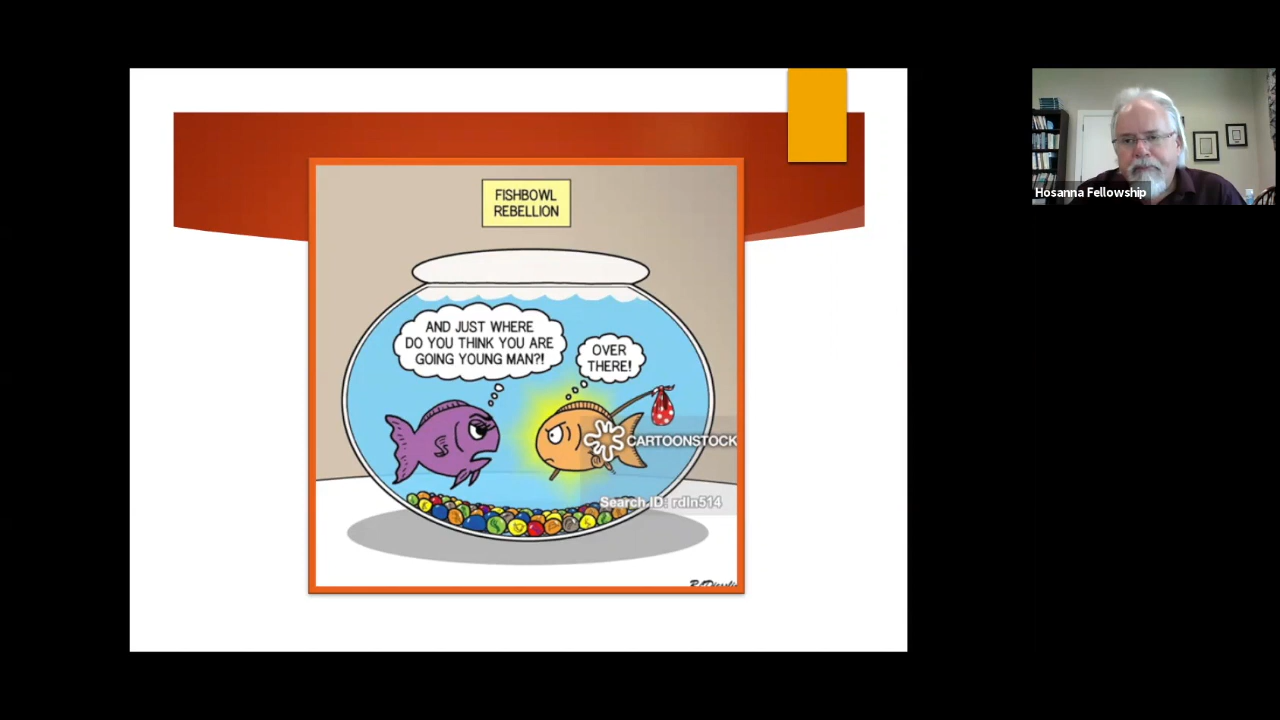 FISHBOWL
REBELLION
AND JUST WHERE
DO YOU THINK YOU ARE
GOING YOUNG MAN?!
OVER
THERE!
CARTOONSTOCK
Search ID: rdln514
Hosanna Fellowship